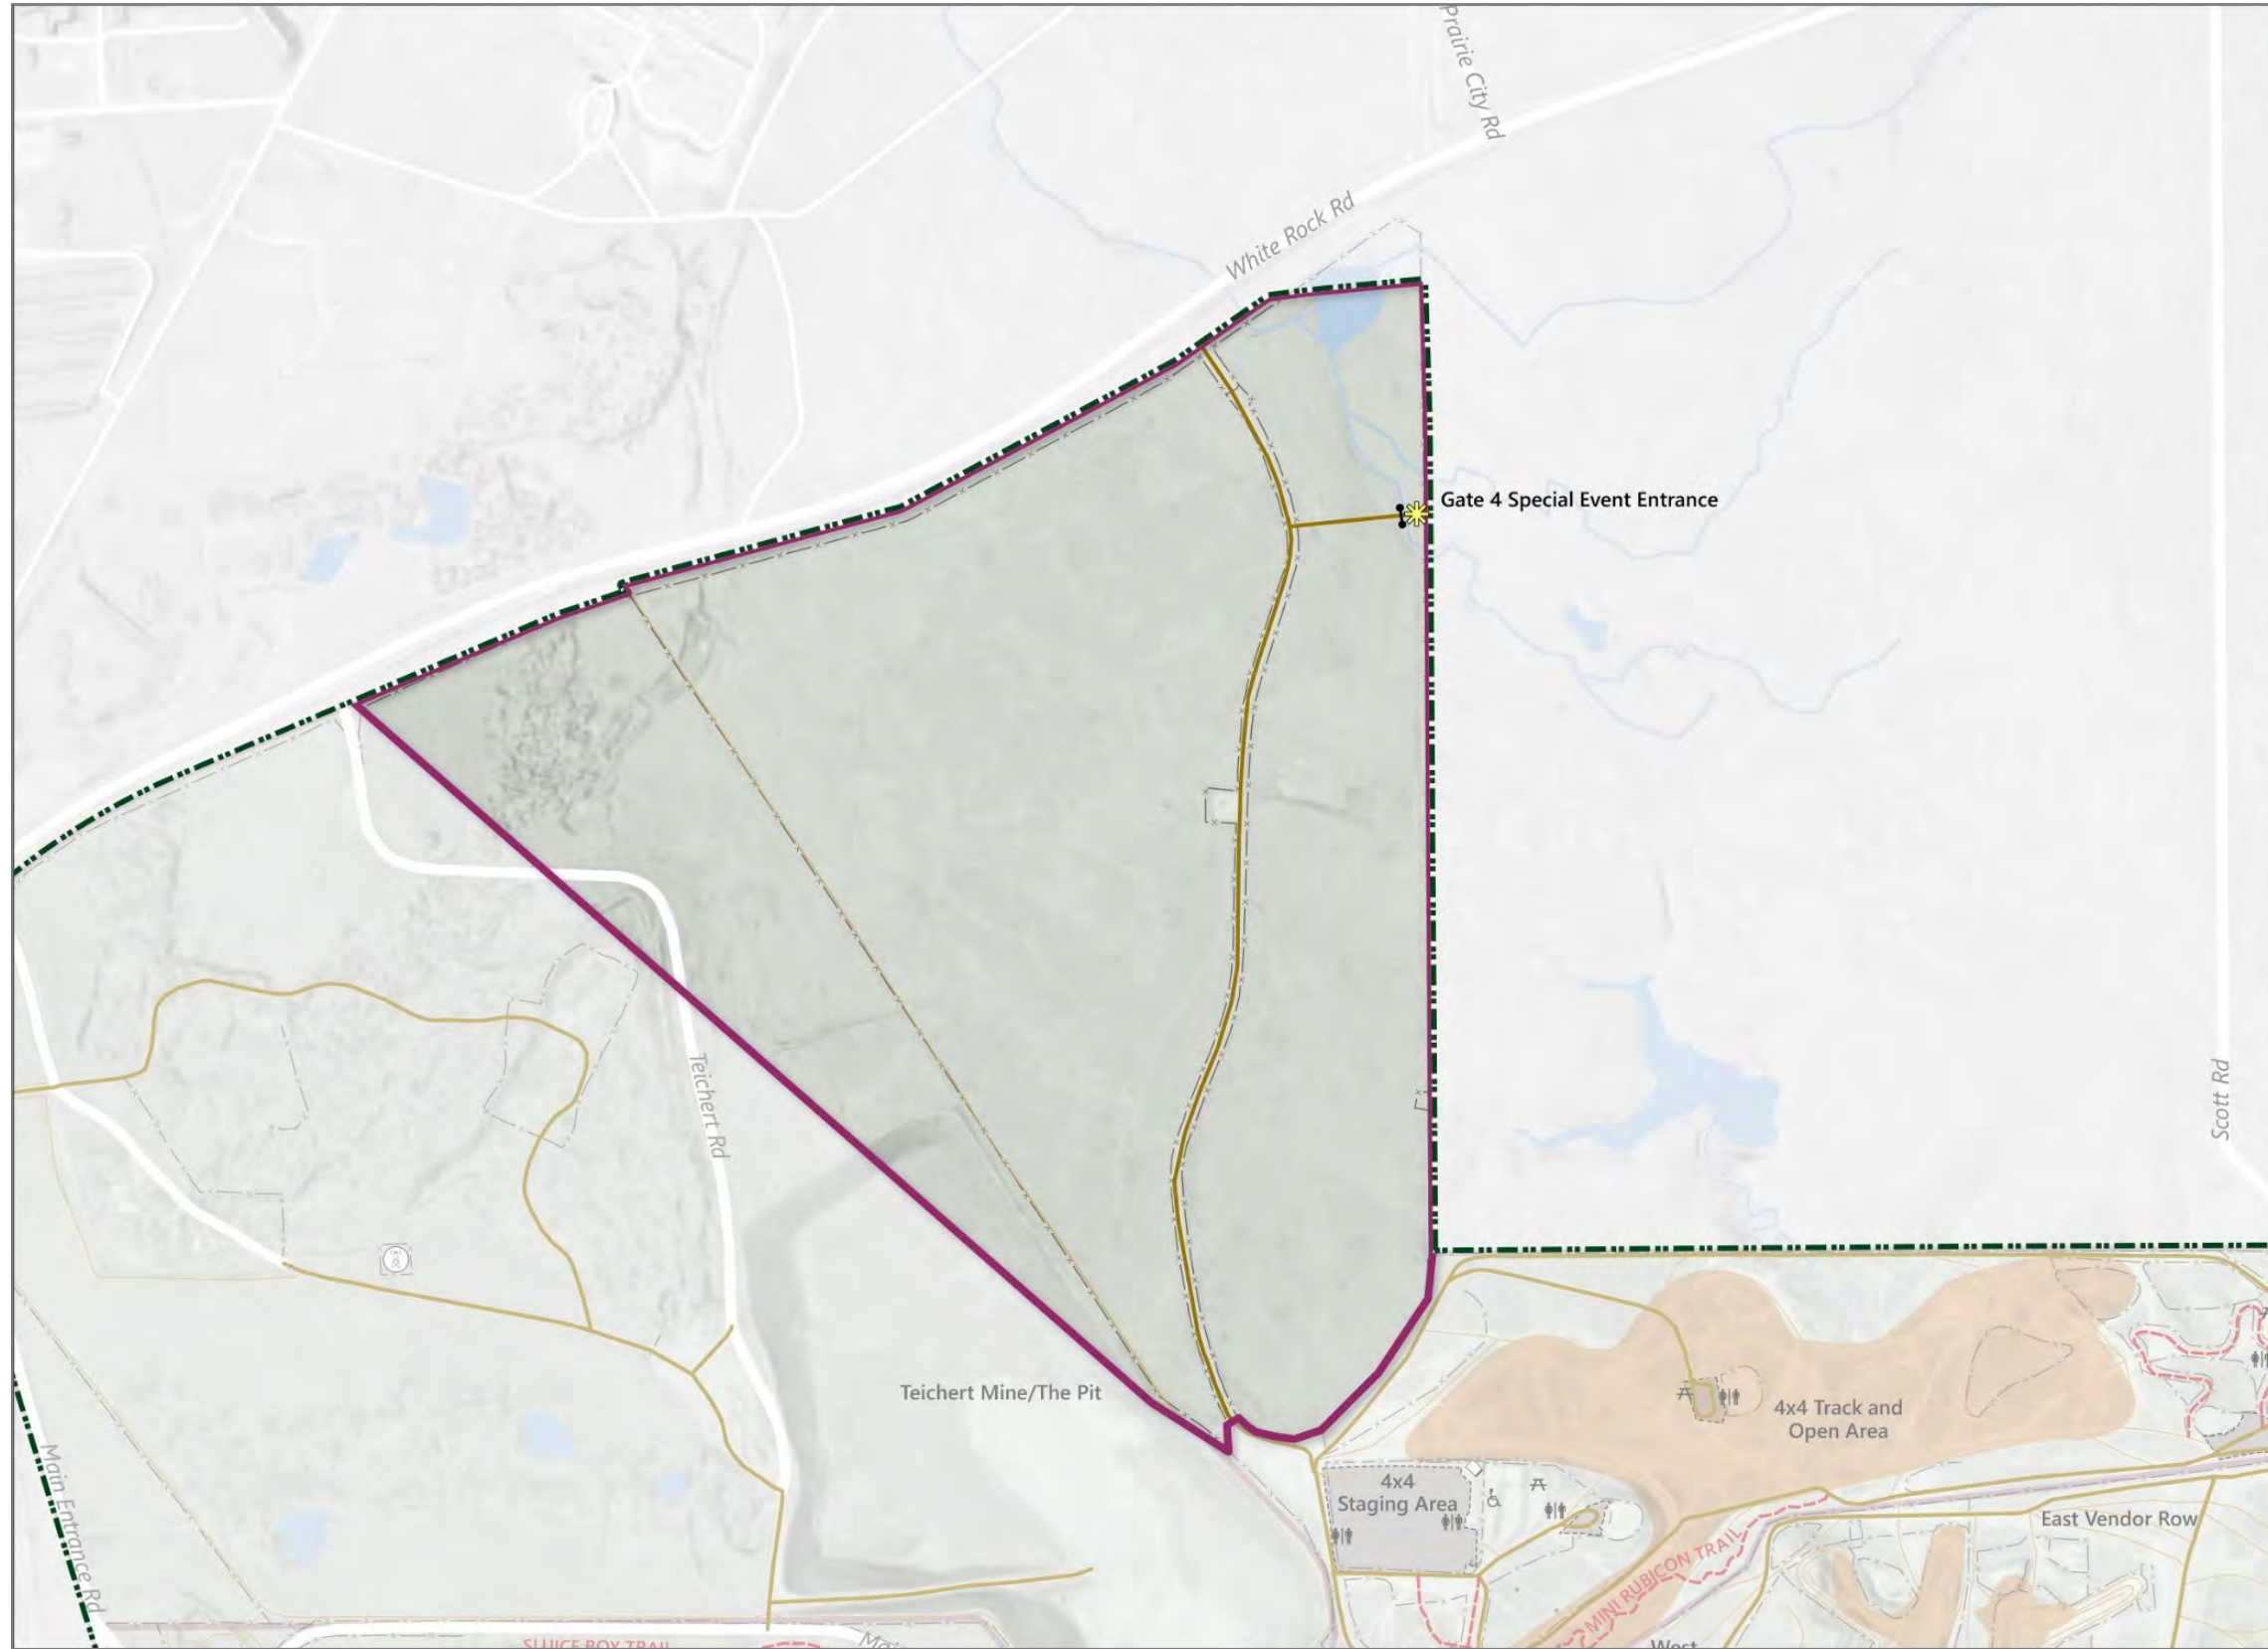 Prairie City Rd
White Rock Rd
Gate 4 Special Event Entrance
Scott Rd
Teichert Rd
Teichert Mine/The Pit
4x4 Track and
Open Area
4x4
Staging Area
Main Entrance Rd
East Vendor Row
MINI RUBICON TRAIL
SLUICE BOX TRAIL
West